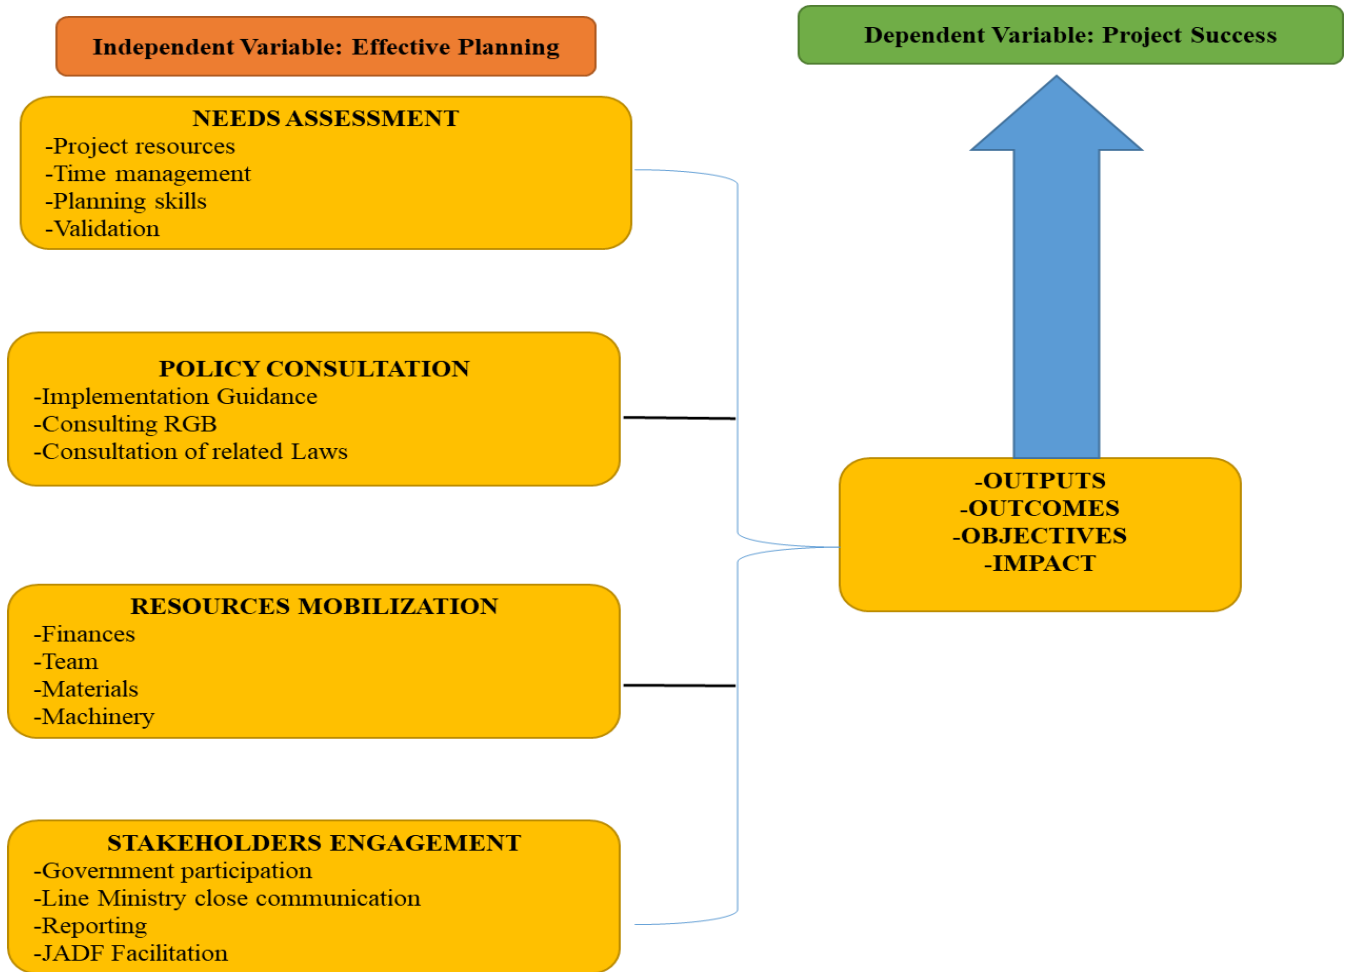 Independent Variable: Effective Planning
Dependent Variable: Project Success
NEEDS ASSESSMENT
-Project resources
-Time management
-Planning skills
-Validation
POLICY CONSULTATION
-Implementation Guidance
-Consulting RGB
-Consultation of related Laws
RESOURCES MOBILIZATION
-Finances
-Team
-Materials
-Machinery
STAKEHOLDERS ENGAGEMENT
-Government participation
-Line Ministry close communication
-Reporting
-JADF Facilitation
-OUTPUTS
-OUTCOMES
-OBJECTIVES
-IMPACT